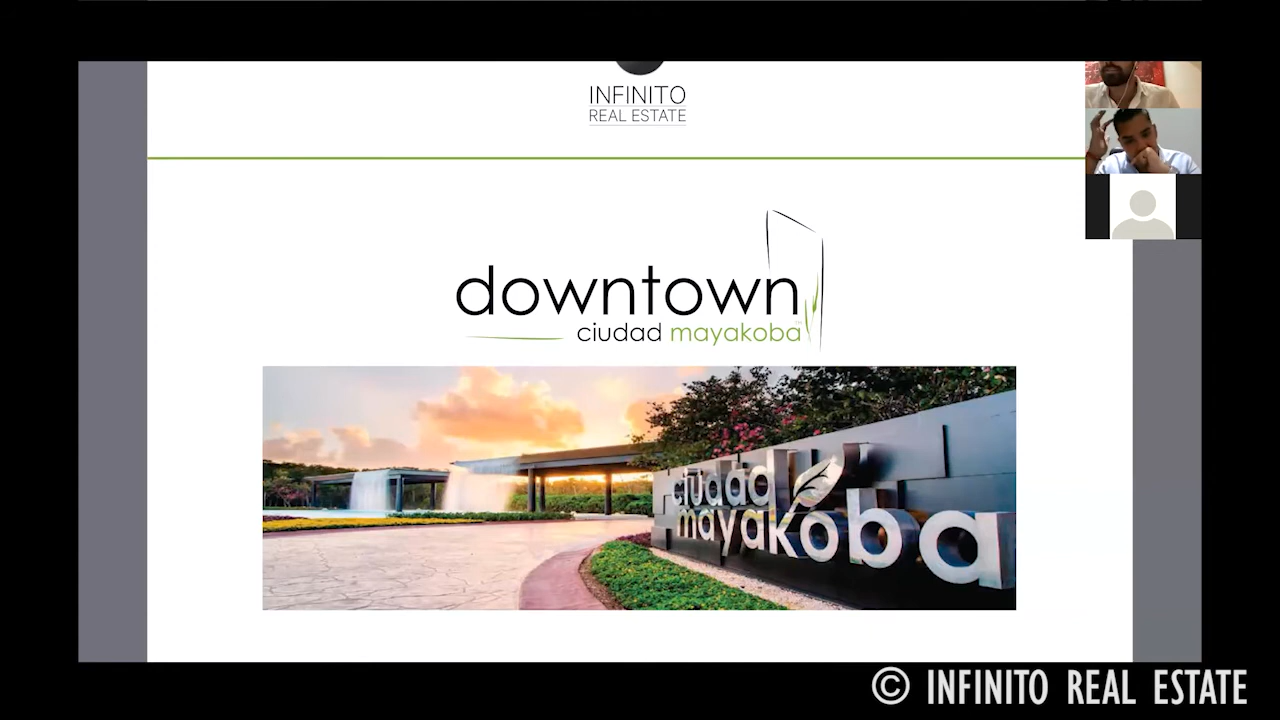 INFINITO
REAL ESTATE
downtown
ciudad mayakoba
ciudad
mayakoba
© INFINITO REAL ESTATE